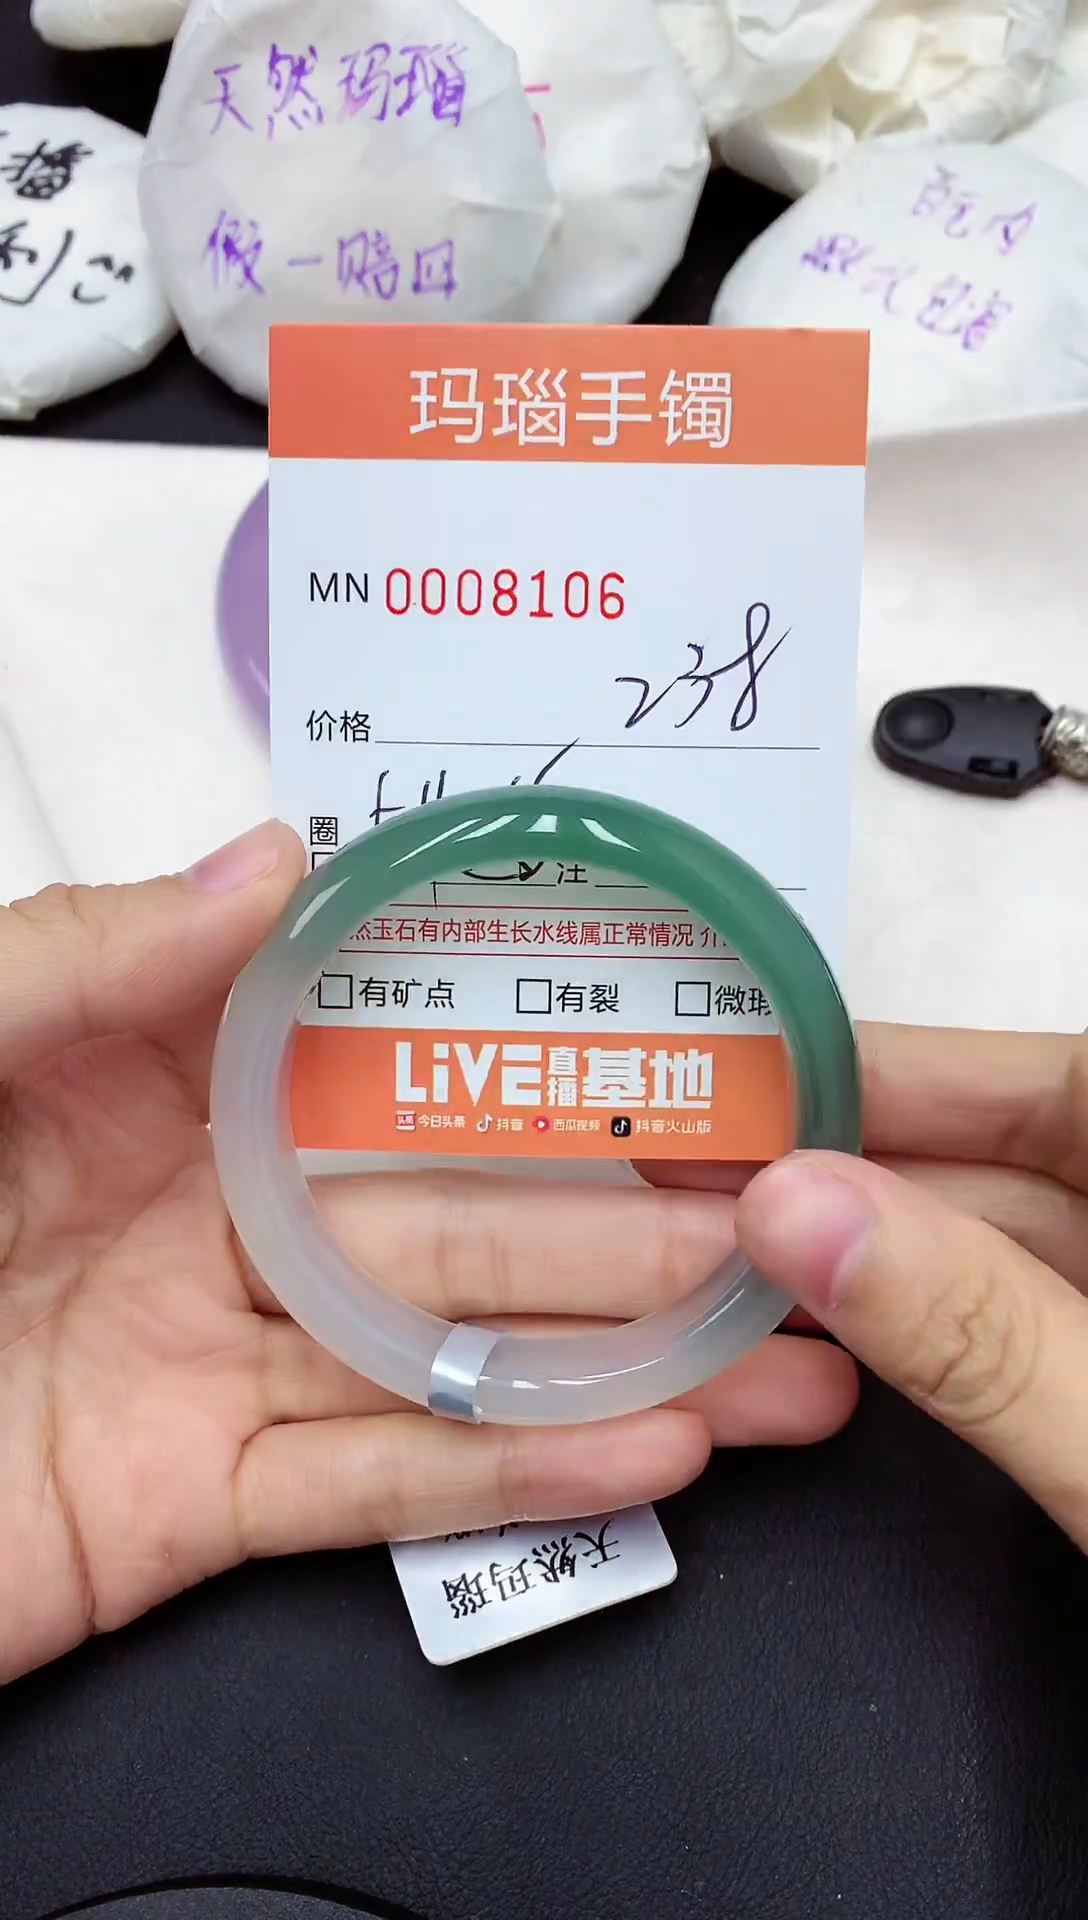 天然玛瑙
假一赔四
播
玛瑙手镯
MN 0008106
价格 238
圈
注
然玉石有内部生长水线属正常情况
□有矿点 □有裂 □微瑕
LiVE直播基地
今日头条 抖音 西瓜视频 抖音火山版
天然玛瑙